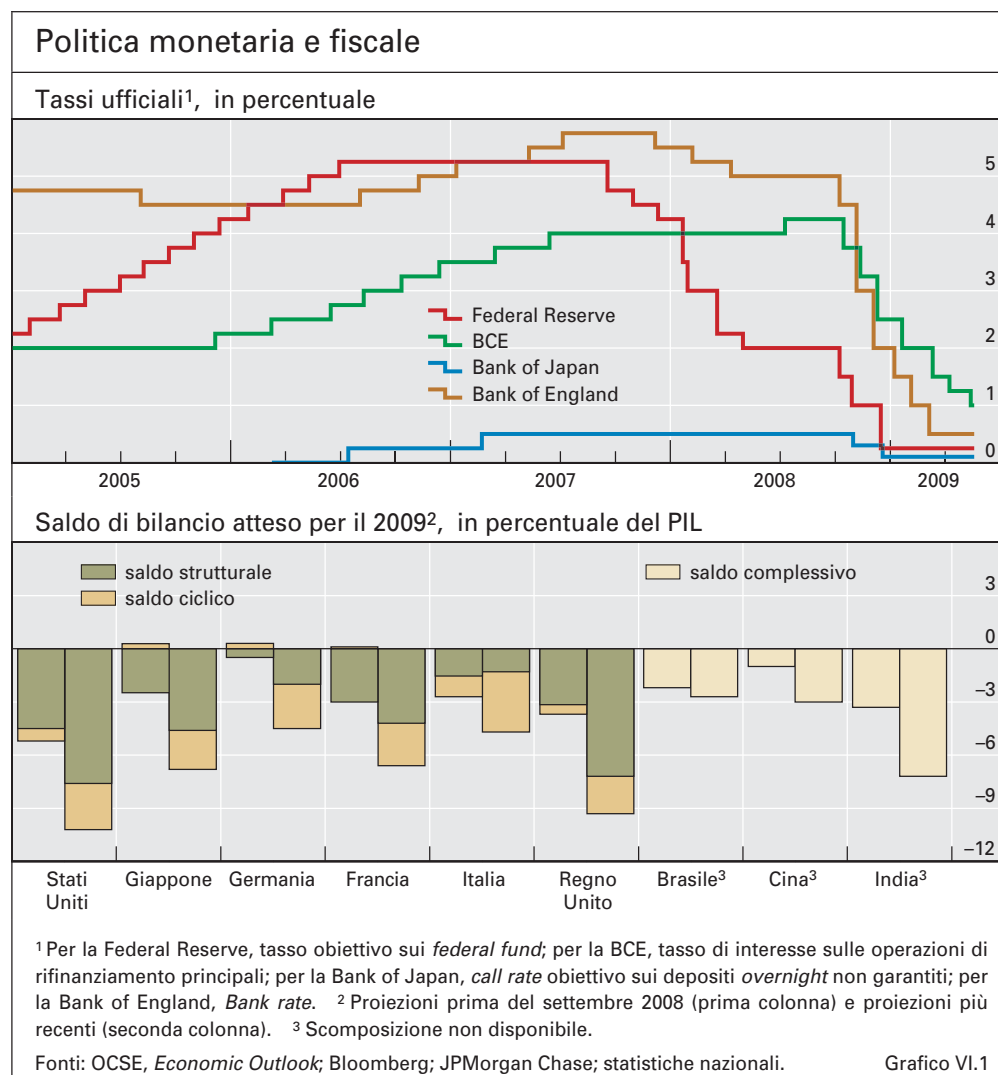 Politica monetaria e fiscale
Tassi ufficiali¹, in percentuale
5
4
3
2
1
0
Federal Reserve
BCE
Bank of Japan
Bank of England
2005 2006 2007 2008 2009
Saldo di bilancio atteso per il 2009², in percentuale del PIL
saldo strutturale
saldo ciclico
saldo complessivo
3
0
–3
–6
–9
–12
Stati Uniti
Giappone
Germania
Francia
Italia
Regno Unito
Brasile³
Cina³
India³
¹ Per la Federal Reserve, tasso obiettivo sui federal fund; per la BCE, tasso di interesse sulle operazioni di
rifinanziamento principali; per la Bank of Japan, call rate obiettivo sui depositi overnight non garantiti; per
la Bank of England, Bank rate. ² Proiezioni prima del settembre 2008 (prima colonna) e proiezioni più
recenti (seconda colonna). ³ Scomposizione non disponibile.
Fonti: OCSE, Economic Outlook; Bloomberg; JPMorgan Chase; statistiche nazionali. Grafico VI.1